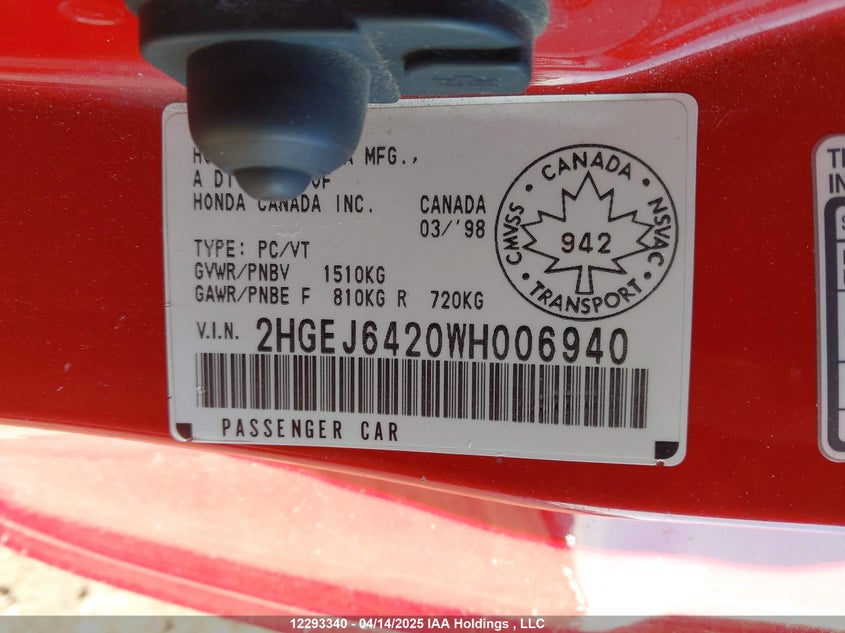 MFG.,
A DI OF
HONDA CANADA INC. CANADA
03/'98
TYPE: PC/VT
GVWR/PNBV 1510KG
GAWR/PNBE F 810KG R 720KG
V.I.N. 2HGEJ6420WH006940
PASSENGER CAR
CANADA
CMVSS
942
NSVAC
TRANSPORT
12293340 - 04/14/2025 IAA Holdings , LLC